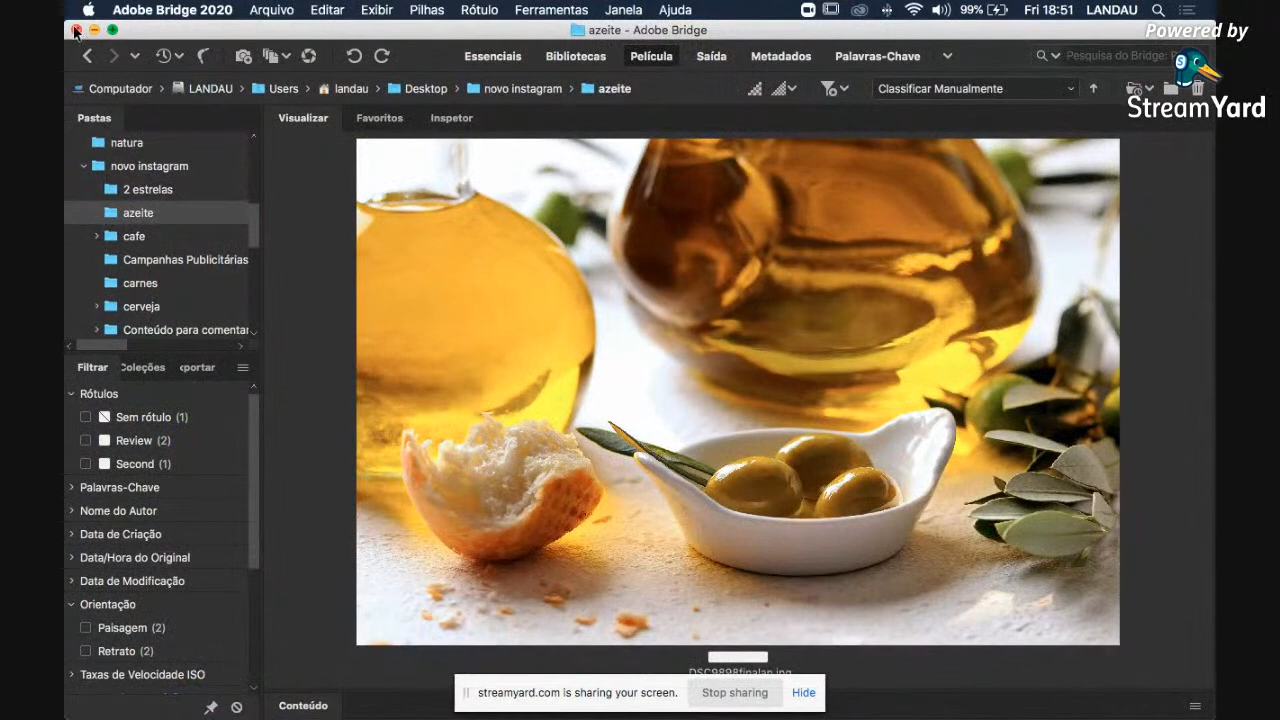 Adobe Bridge 2020 Arquivo Editar Exibir Pilhas Rótulo Ferramentas Janela Ajuda 99% Fri 18:51 LANDAU
azeite - Adobe Bridge
Powered by
StreamYard
Essenciais Bibliotecas Película Saída Metadados Palavras-Chave Pesquisa do Bridge:
Computador LANDAU Users landau Desktop novo instagram azeite Classificar Manualmente
Pastas
Visualizar Favoritos Inspetor
natura
novo instagram
2 estrelas
azeite
cafe
Campanhas Publicitárias
carnes
cerveja
Conteúdo para comentar
Filtrar Coleções portar
Rótulos
Sem rótulo (1)
Review (2)
Second (1)
Palavras-Chave
Nome do Autor
Data de Criação
Data/Hora do Original
Data de Modificação
Orientação
Paisagem (2)
Retrato (2)
Taxas de Velocidade ISO
streamyard.com is sharing your screen. Stop sharing Hide
Conteúdo